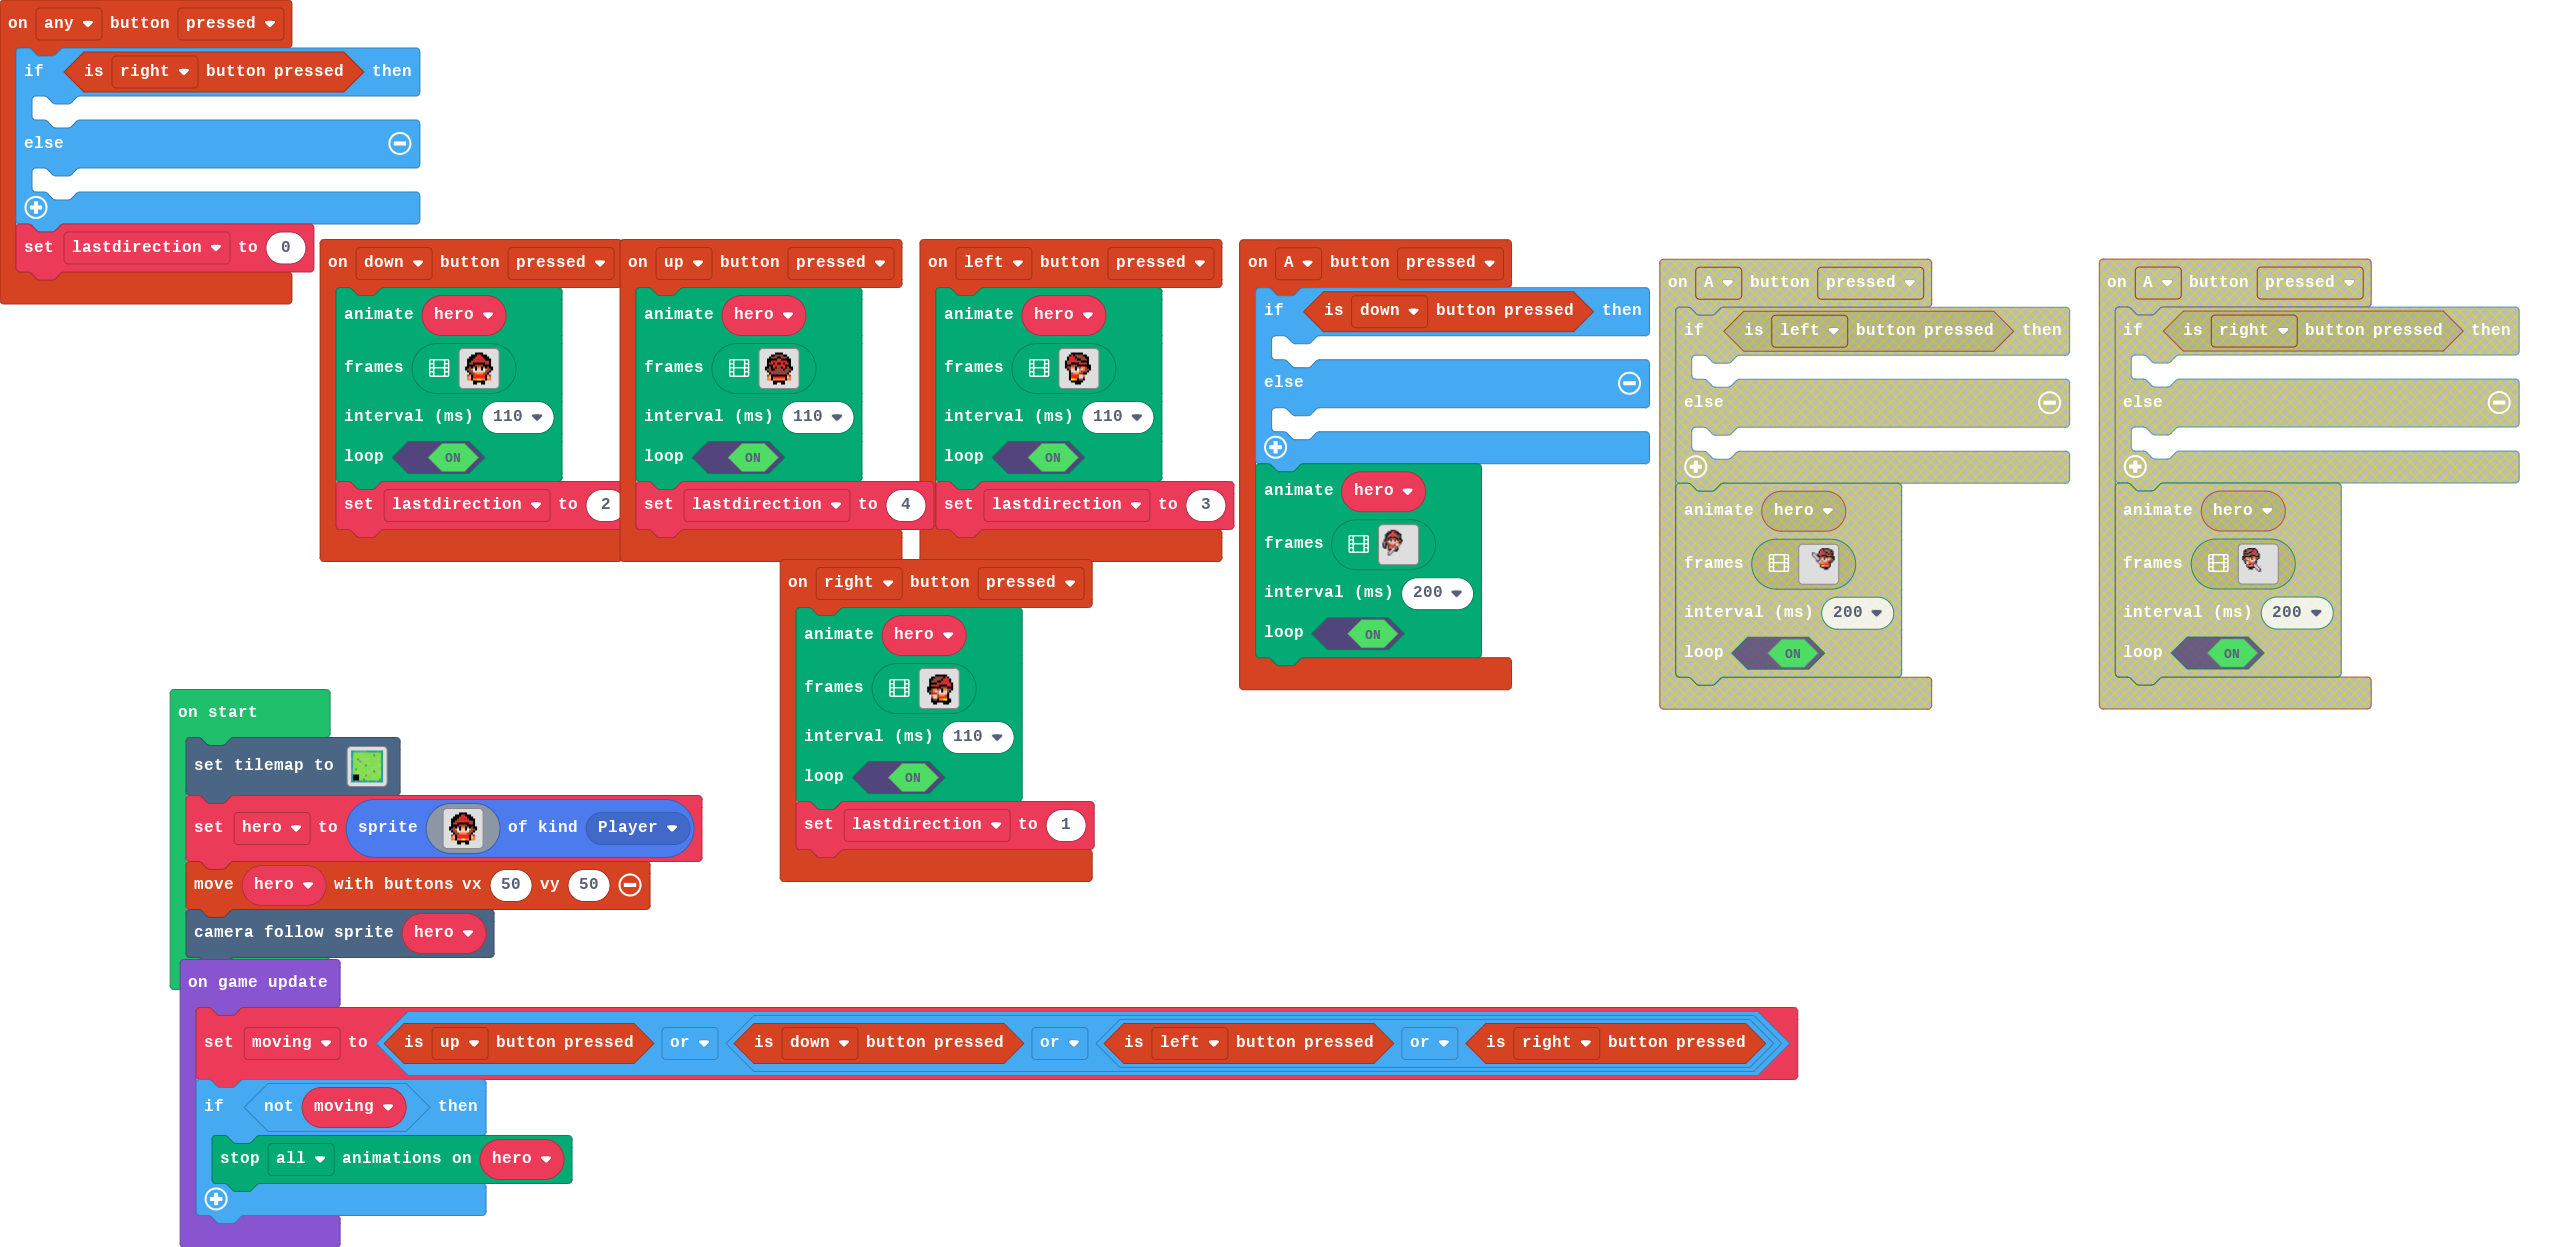 on any button pressed
if is right button pressed then
else
set lastdirection to 0
on down button pressed
animate hero
frames
interval (ms) 110
loop ON
set lastdirection to 2
on up button pressed
animate hero
frames
interval (ms) 110
loop ON
set lastdirection to 4
on left button pressed
animate hero
frames
interval (ms) 110
loop ON
set lastdirection to 3
on A button pressed
if is down button pressed then
else
animate hero
frames
interval (ms) 200
loop ON
on A button pressed
if is left button pressed then
else
animate hero
frames
interval (ms) 200
loop ON
on A button pressed
if is right button pressed then
else
animate hero
frames
interval (ms) 200
loop ON
on right button pressed
animate hero
frames
interval (ms) 110
loop ON
set lastdirection to 1
on start
set tilemap to
set hero to sprite of kind Player
move hero with buttons vx 50 vy 50
camera follow sprite hero
on game update
set moving to is up button pressed or is down button pressed or is left button pressed or is right button pressed
if not moving then
stop all animations on hero